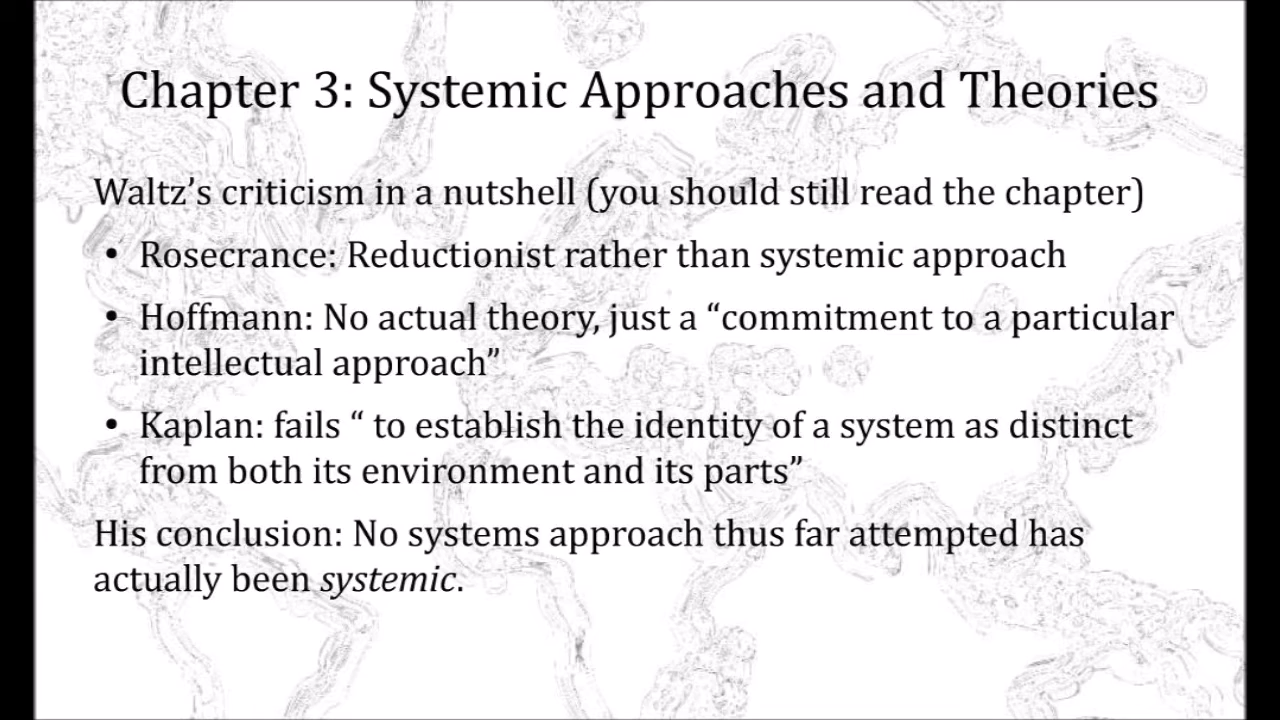 Chapter 3: Systemic Approaches and Theories
Waltz’s criticism in a nutshell (you should still read the chapter)
• Rosecrance: Reductionist rather than systemic approach
• Hoffmann: No actual theory, just a “commitment to a particular
intellectual approach”
• Kaplan: fails “ to establish the identity of a system as distinct
from both its environment and its parts”
His conclusion: No systems approach thus far attempted has
actually been systemic.